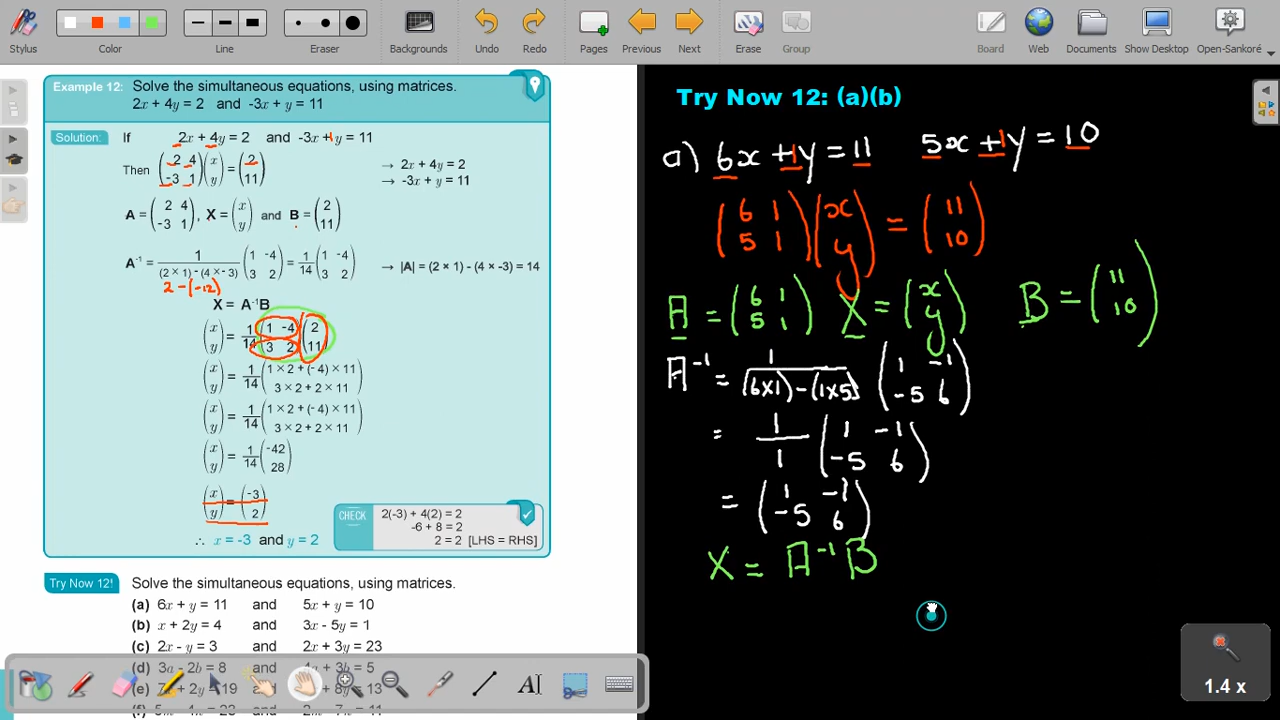 Stylus
Color
Line
Eraser
Backgrounds
Undo
Redo
Pages
Previous
Next
Erase
Group
Board
Web
Documents
Show Desktop
Open-Sankoré
Example 12: Solve the simultaneous equations, using matrices.
2x + 4y = 2 and -3x + y = 11
Solution: If 2x + 4y = 2 and -3x + 1y = 11
Then (2 4 -3 1)(x y) = (2 11) → 2x + 4y = 2
→ -3x + y = 11
A = (2 4 -3 1), X = (x y) and B = (2 11)
A⁻¹ = 1/((2 × 1) - (4 × -3)) (1 -4 3 2) = 1/14 (1 -4 3 2) → |A| = (2 × 1) - (4 × -3) = 14
2 - (-12)
X = A⁻¹B
(x y) = 1/14 (1 -4 3 2)(2 11)
(x y) = 1/14 (1 × 2 + (-4) × 11 3 × 2 + 2 × 11)
(x y) = 1/14 (1 × 2 + (-4) × 11 3 × 2 + 2 × 11)
(x y) = 1/14 (-42 28)
(x y) = (-3 2)
∴ x = -3 and y = 2
CHECK
2(-3) + 4(2) = 2
-6 + 8 = 2
2 = 2 [LHS = RHS]
Try Now 12! Solve the simultaneous equations, using matrices.
(a) 6x + y = 11 and 5x + y = 10
(b) x + 2y = 4 and 3x - 5y = 1
(c) 2x - y = 3 and 2x + 3y = 23
(d) 3a - 2b = 8 and 4a + 3b = 5
(e)
(f)
Try Now 12: (a)(b)
a) 6x + 1y = 11 5x + 1y = 10
(6 1 5 1)(x y) = (11 10)
A = (6 1 5 1) X = (x y) B = (11 10)
A⁻¹ = 1/((6x1) - (1x5)) (1 -1 -5 6)
= 1/1 (1 -1 -5 6)
= (1 -1 -5 6)
X = A⁻¹ B
1.4 x